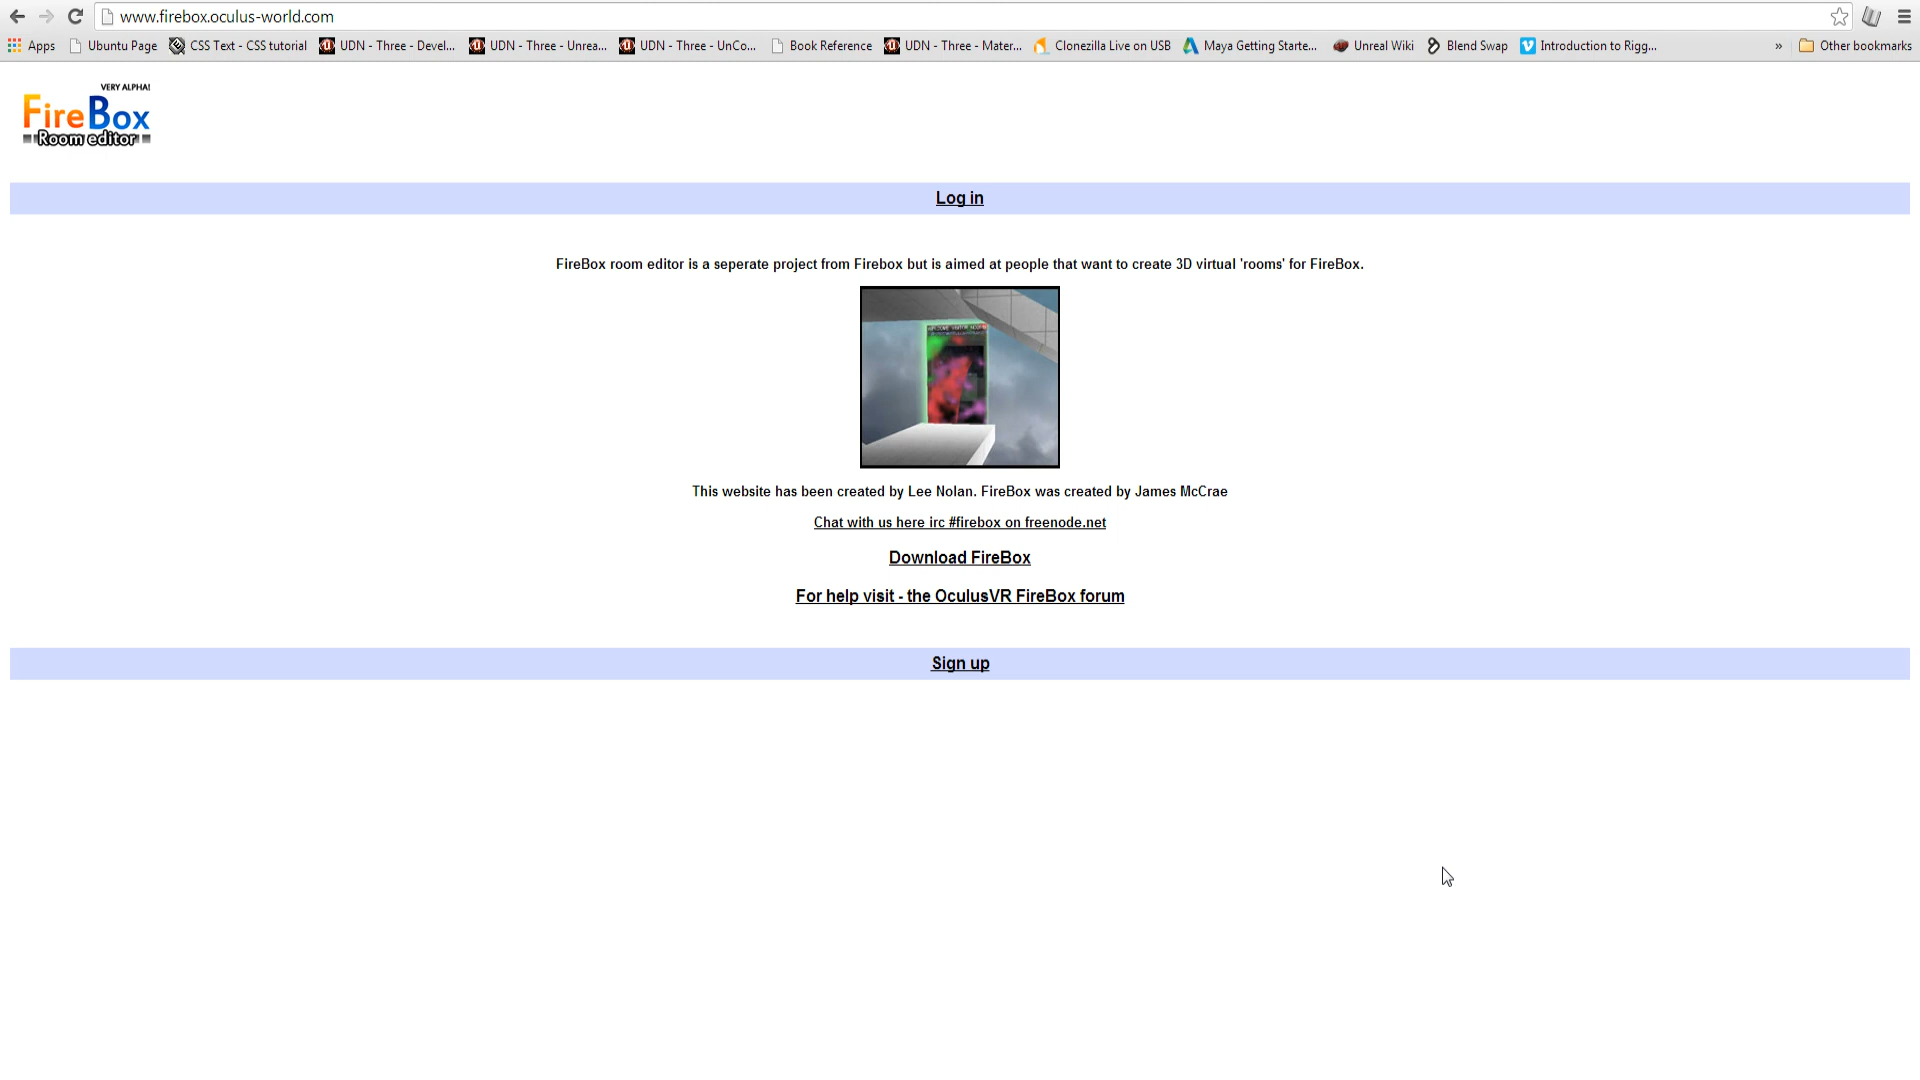 www.firebox.oculus-world.com
Apps Ubuntu Page CSS Text - CSS tutorial UDN - Three - Devel... UDN - Three - Unrea... UDN - Three - UnCo... Book Reference UDN - Three - Mater... Clonezilla Live on USB Maya Getting Starte... Unreal Wiki Blend Swap Introduction to Rigg... » Other bookmarks
VERY ALPHA!
FireBox
Room editor
Log in
FireBox room editor is a seperate project from Firebox but is aimed at people that want to create 3D virtual 'rooms' for FireBox.
This website has been created by Lee Nolan. FireBox was created by James McCrae
Chat with us here irc #firebox on freenode.net
Download FireBox
For help visit - the OculusVR FireBox forum
Sign up